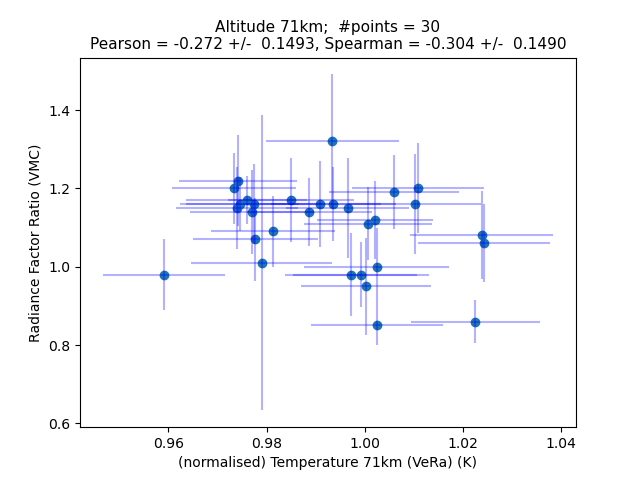 Altitude 71km;  #points = 30
Pearson = -0.272 +/-  0.1493, Spearman = -0.304 +/-  0.1490
1.4
1.2
1.0
0.8
0.6
Radiance Factor Ratio (VMC)
0.96 0.98 1.00 1.02 1.04
(normalised) Temperature 71km (VeRa) (K)